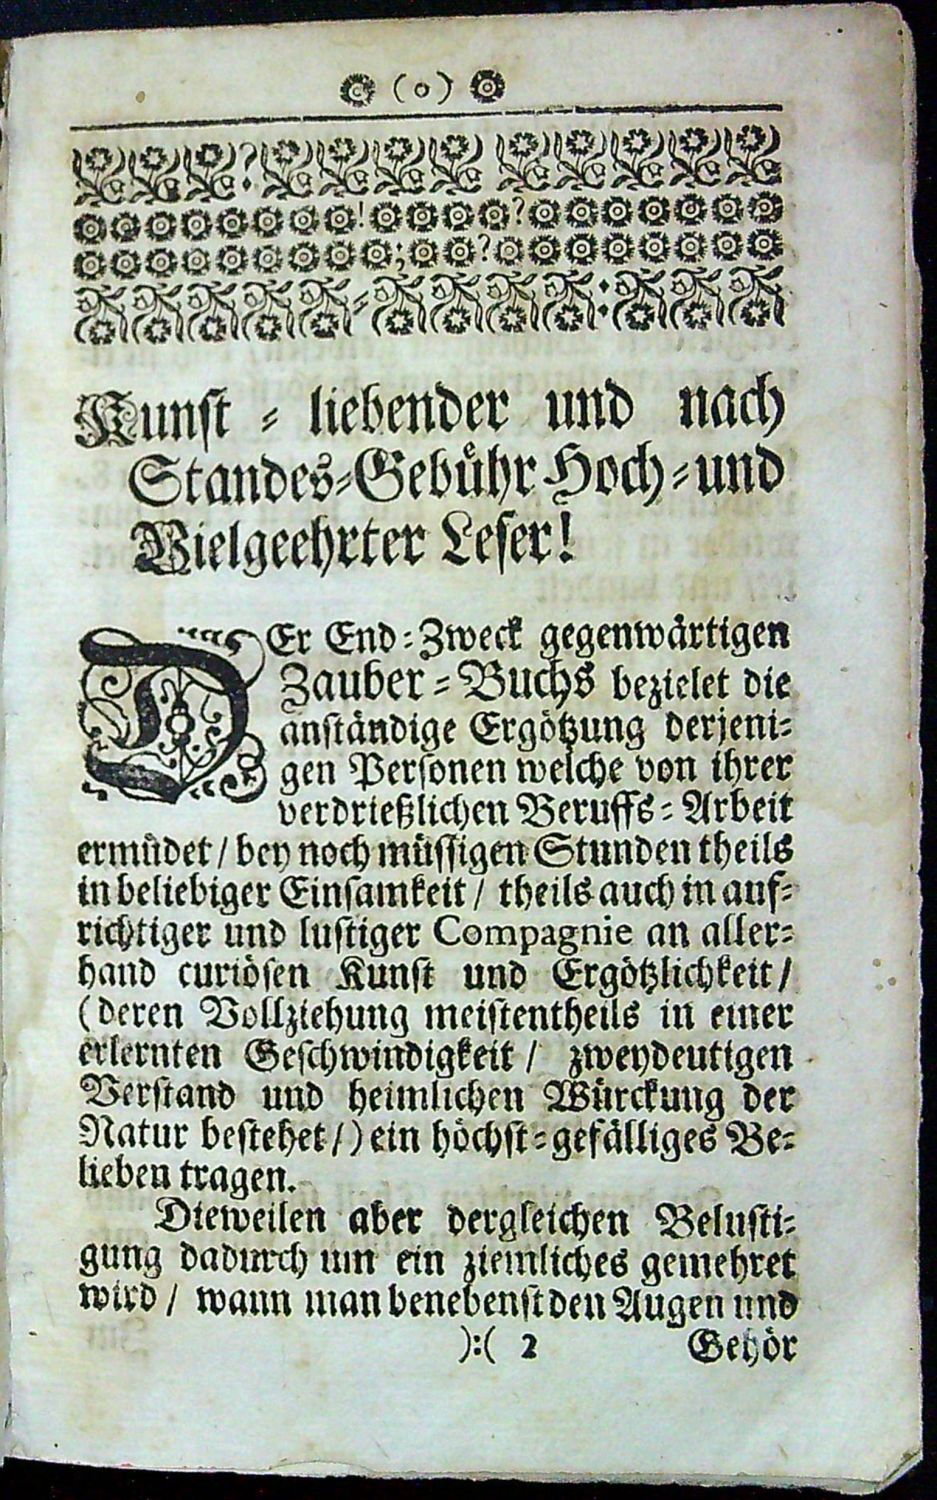 (o)
Kunst = liebender und nach
Standes=Gebühr Hoch=und
Vielgeehrter Leser!
DEr End=Zweck gegenwärtigen
Zauber=Buchs bezielet die
anständige Ergötzung derjeni=
gen Personen welche von ihrer
verdrießlichen Beruffs=Arbeit
ermüdet / bey noch müssigen Stunden theils
in beliebiger Einsamkeit / theils auch in auf=
richtiger und lustiger Compagnie an aller=
hand curiösen Kunst und Ergötzlichkeit /
(deren Vollziehung meistentheils in einer
erlernten Geschwindigkeit / zweydeutigen
Verstand und heimlichen Würckung der
Natur bestehet /) ein höchst=gefälliges Be=
lieben tragen.
Dieweilen aber dergleichen Belusti=
gung dadurch um ein ziemliches gemehret
wird / wann man benebenst den Augen und
):( 2 Gehör